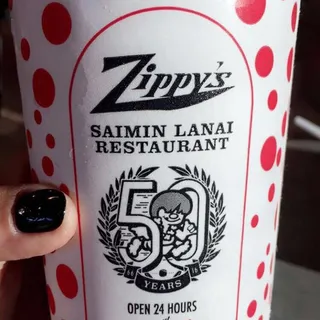 Zippy's
SAIMIN LANAI
RESTAURANT
50
YEARS
OPEN 24 HOURS